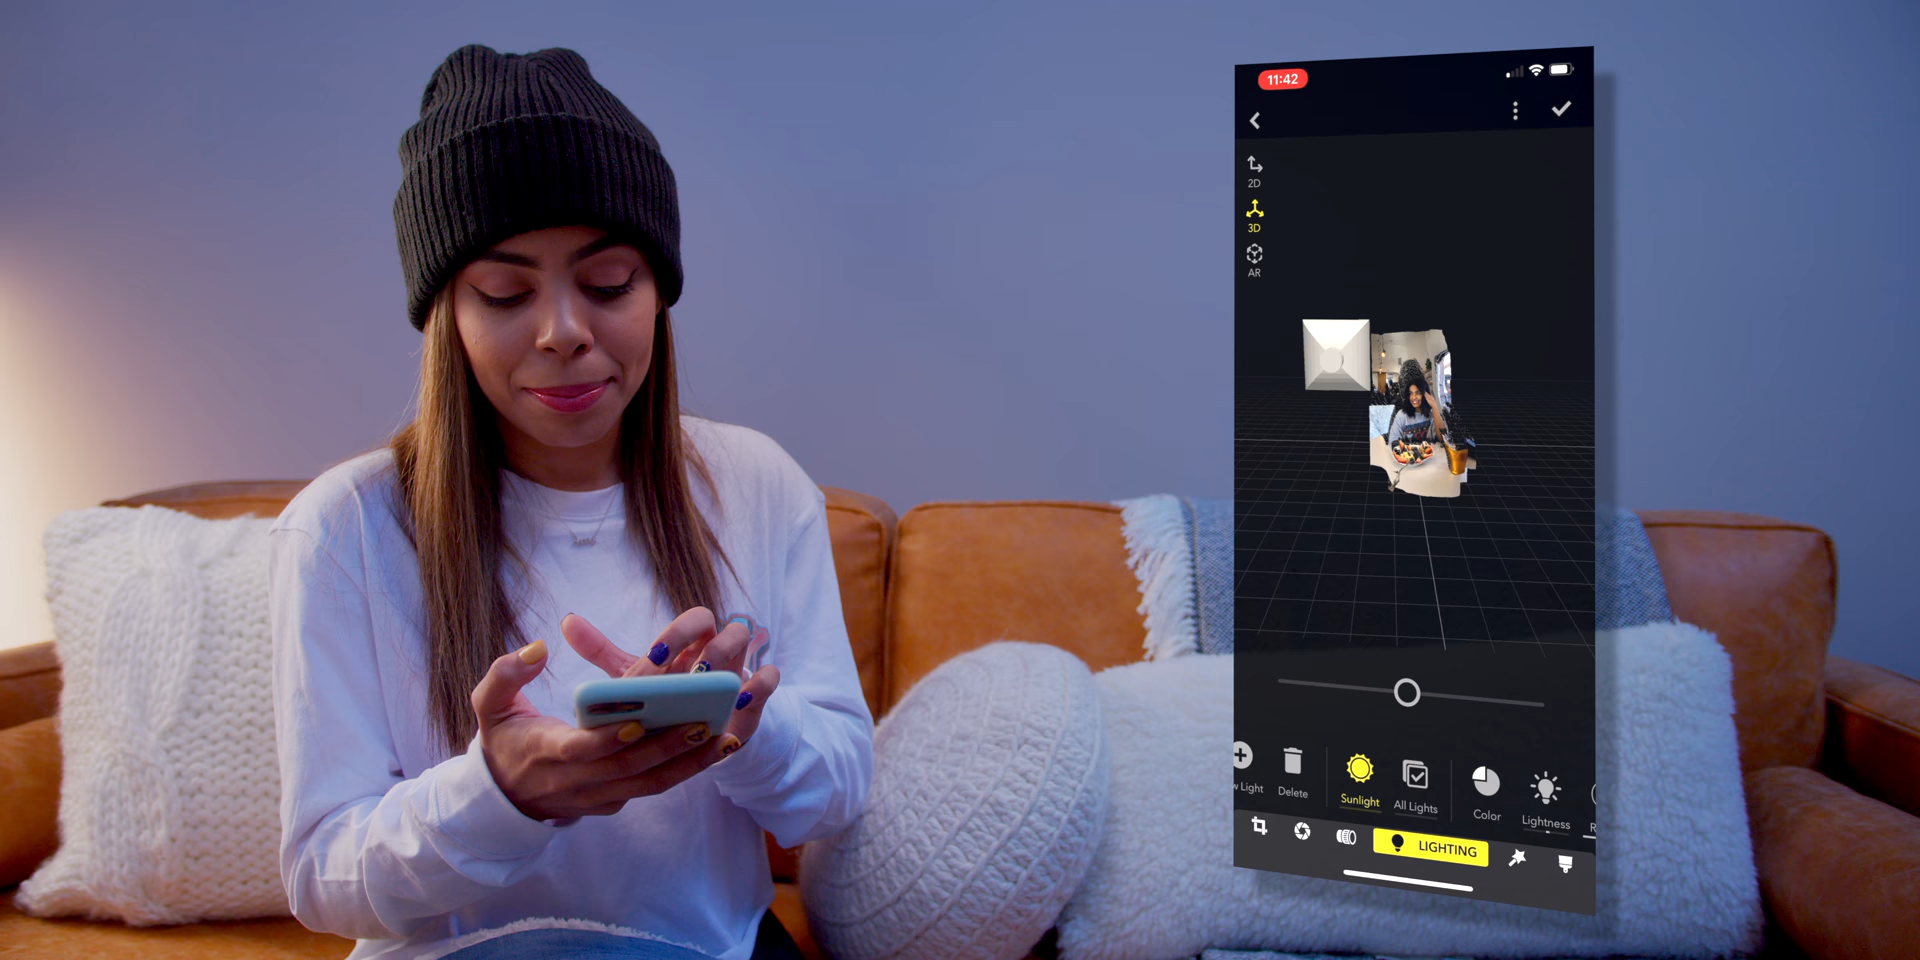 11:42
2D
3D
AR
w Light
Delete
Sunlight
All Lights
Color
Lightness
R
LIGHTING